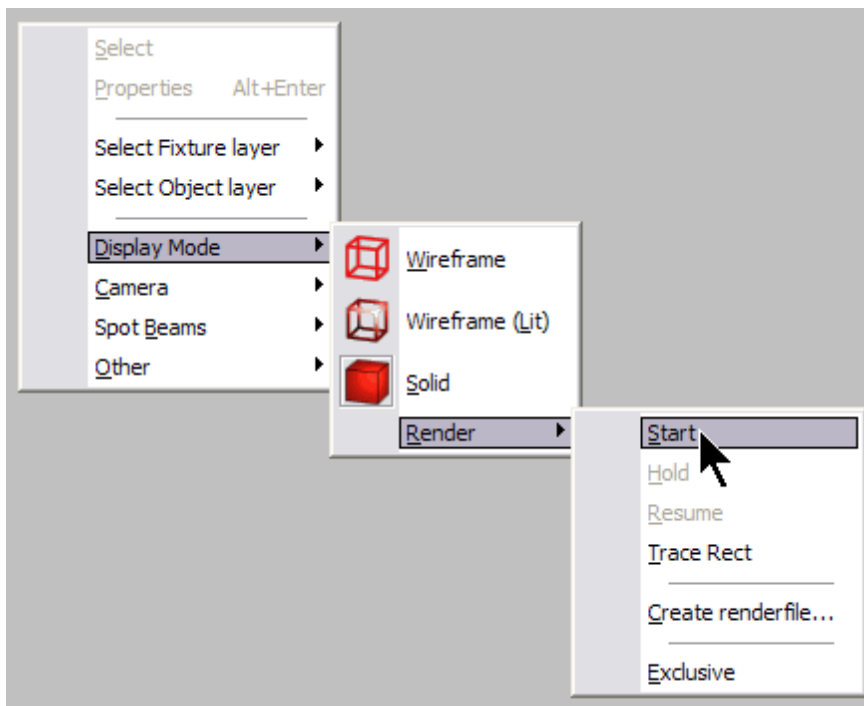 Select
Properties Alt+Enter
Select Fixture layer
Select Object layer
Display Mode
Camera
Spot Beams
Other
Wireframe
Wireframe (Lit)
Solid
Render
Start
Hold
Resume
Trace Rect
Create renderfile...
Exclusive